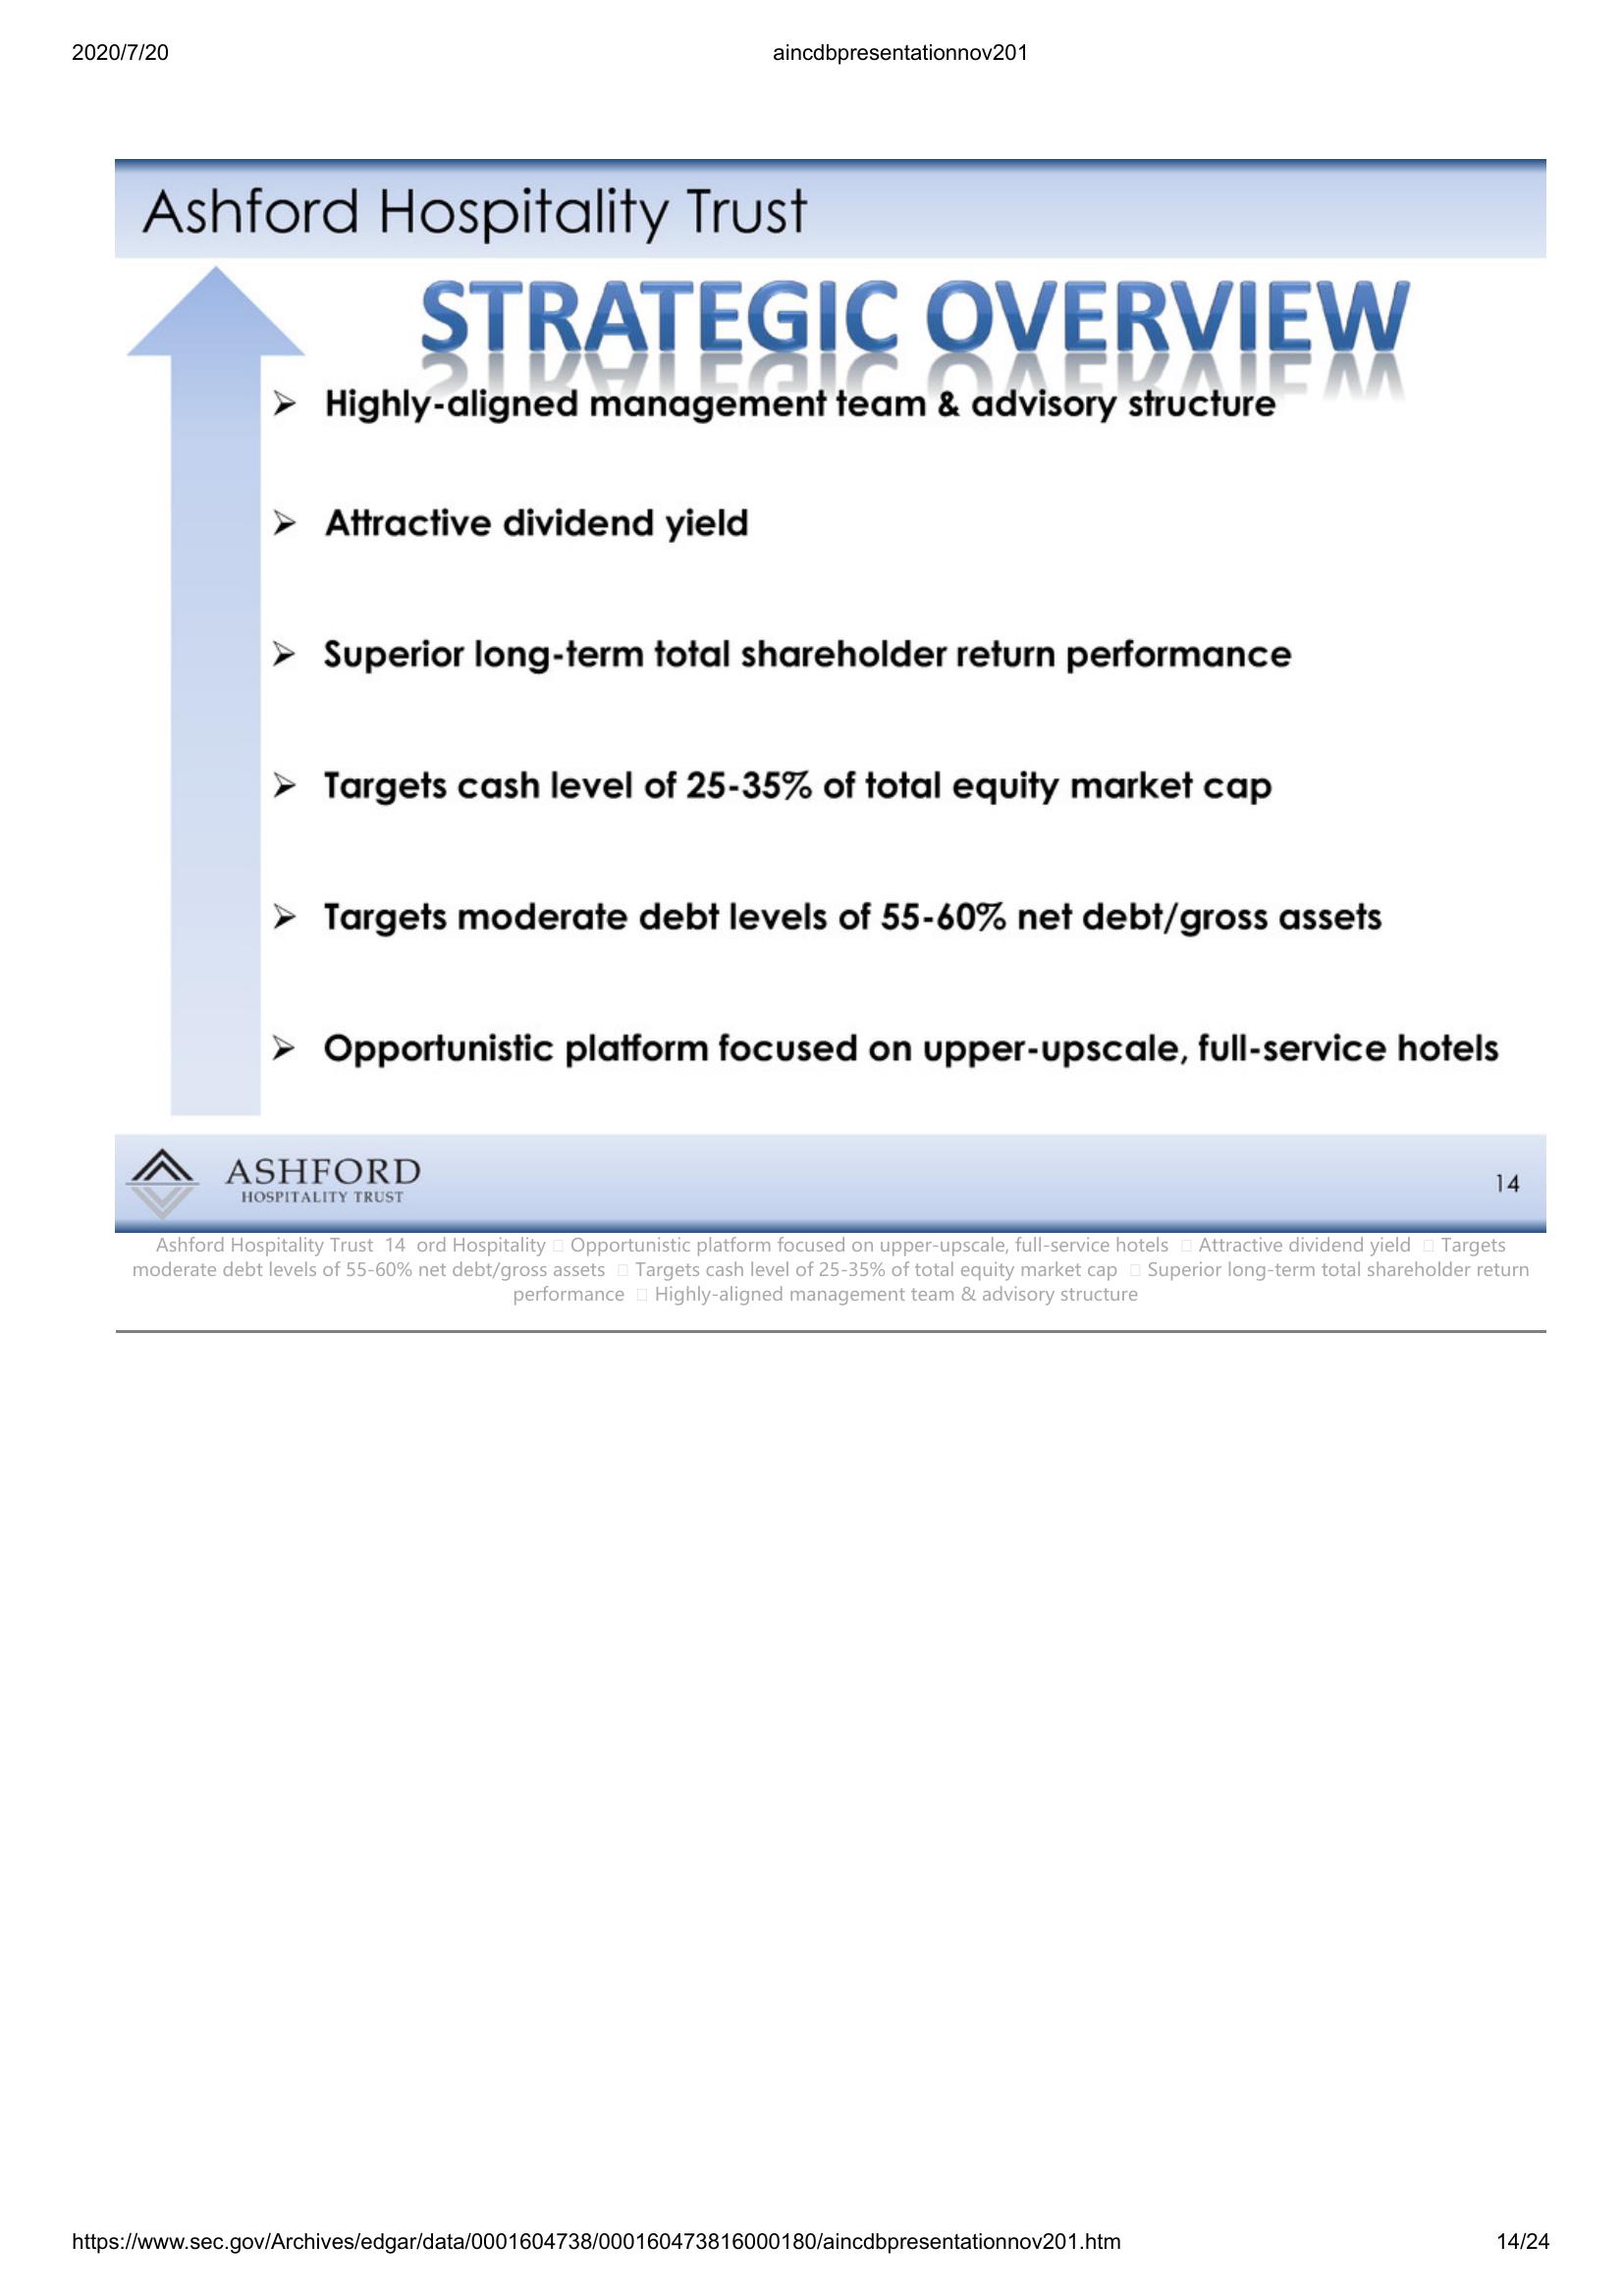 2020/7/20 aincdbpresentationnov201
Ashford Hospitality Trust
STRATEGIC OVERVIEW
➢ Highly-aligned management team & advisory structure
➢ Attractive dividend yield
➢ Superior long-term total shareholder return performance
➢ Targets cash level of 25-35% of total equity market cap
➢ Targets moderate debt levels of 55-60% net debt/gross assets
➢ Opportunistic platform focused on upper-upscale, full-service hotels
ASHFORD
HOSPITALITY TRUST
14
Ashford Hospitality Trust 14 ord Hospitality □ Opportunistic platform focused on upper-upscale, full-service hotels □ Attractive dividend yield □ Targets
moderate debt levels of 55-60% net debt/gross assets □ Targets cash level of 25-35% of total equity market cap □ Superior long-term total shareholder return
performance □ Highly-aligned management team & advisory structure
https://www.sec.gov/Archives/edgar/data/0001604738/000160473816000180/aincdbpresentationnov201.htm 14/24